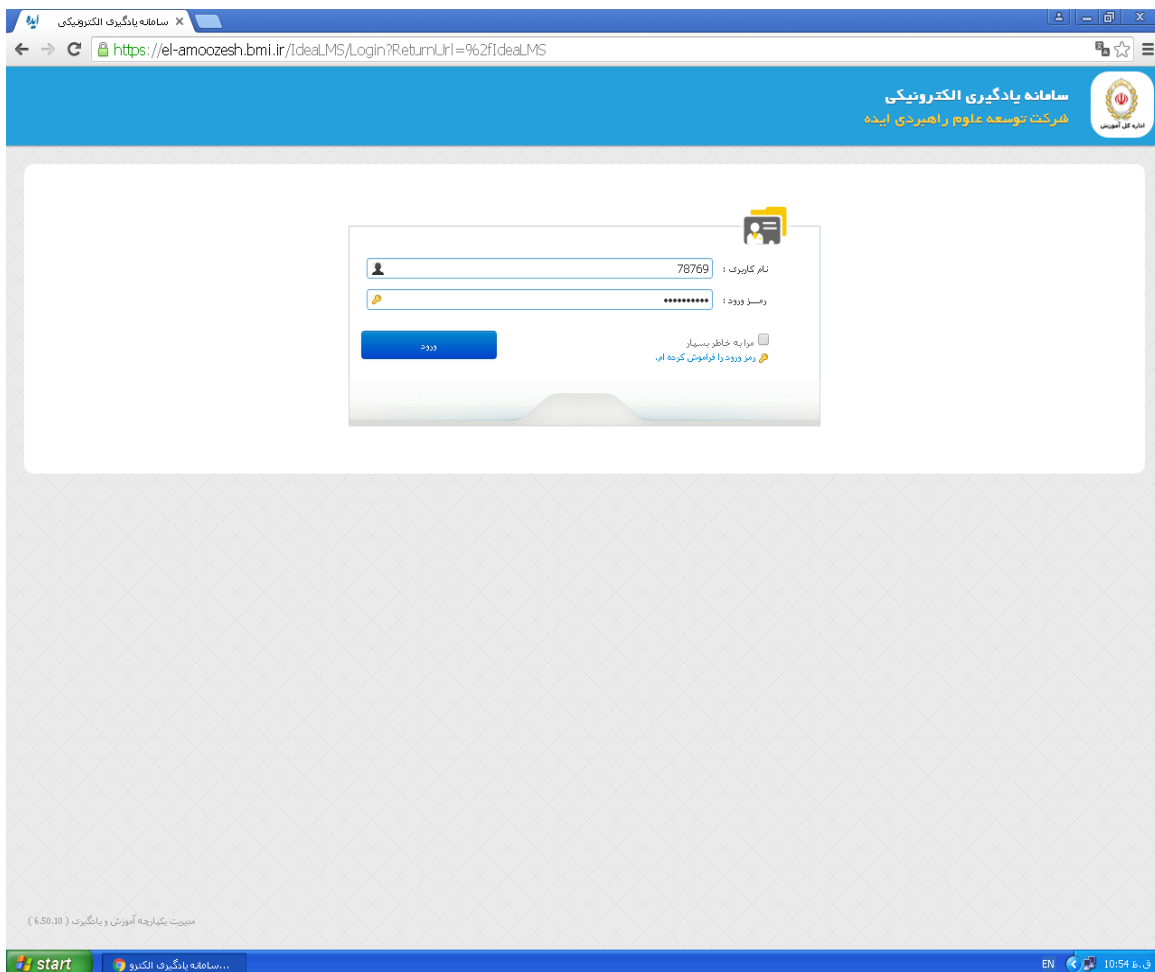 سامانه یادگیری الکترونیکی
https://el-amoozesh.bmi.ir/IdeaLMS/Login?ReturnUrl=%2fIdeaLMS
سامانه یادگیری الکترونیکی
شرکت توسعه علوم راهبردی ایده
اداره کل آموزش
نام کاربری : 78769
رمــز ورود : ••••••••••
مرا به خاطر بسپار
رمز ورود را فراموش کرده ام.
ورود
مدیریت یکپارچه آموزش و یادگیری ( 6.50.10 )
start
سامانه یادگیری الکترو...
EN
10:54 ق.ظ